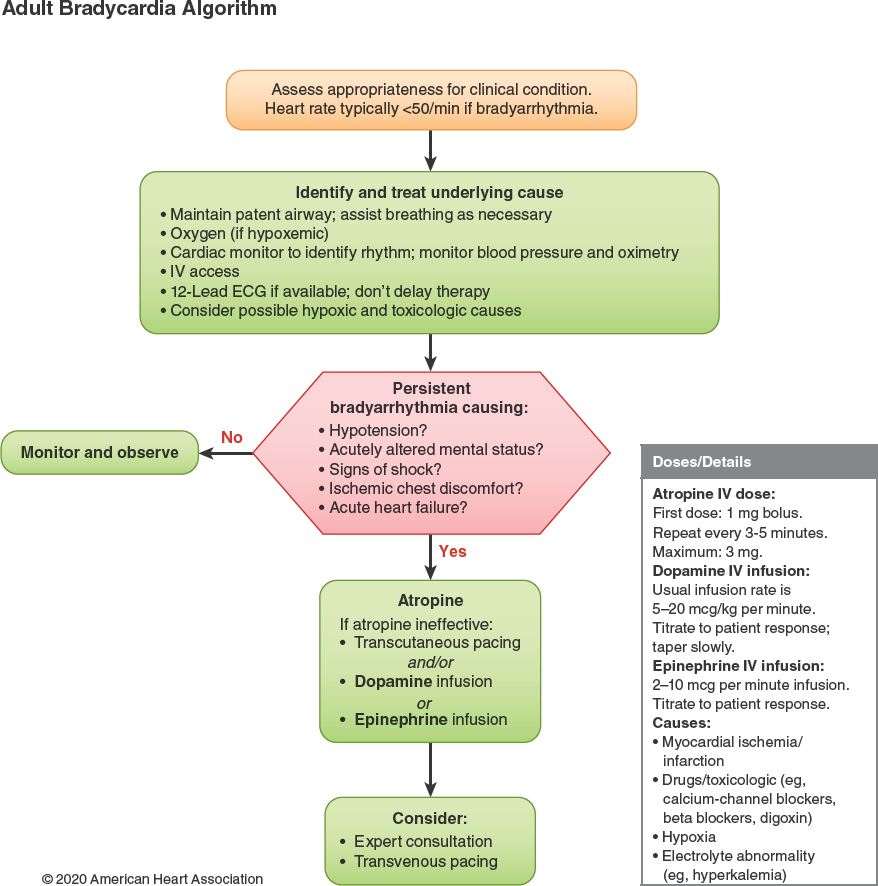 Adult Bradycardia Algorithm
Assess appropriateness for clinical condition.
Heart rate typically <50/min if bradyarrhythmia.
Identify and treat underlying cause
• Maintain patent airway; assist breathing as necessary
• Oxygen (if hypoxemic)
• Cardiac monitor to identify rhythm; monitor blood pressure and oximetry
• IV access
• 12-Lead ECG if available; don’t delay therapy
• Consider possible hypoxic and toxicologic causes
Persistent
bradyarrhythmia causing:
• Hypotension?
• Acutely altered mental status?
• Signs of shock?
• Ischemic chest discomfort?
• Acute heart failure?
No
Monitor and observe
Yes
Atropine
If atropine ineffective:
• Transcutaneous pacing
and/or
• Dopamine infusion
or
• Epinephrine infusion
Consider:
• Expert consultation
• Transvenous pacing
Doses/Details
Atropine IV dose:
First dose: 1 mg bolus.
Repeat every 3-5 minutes.
Maximum: 3 mg.
Dopamine IV infusion:
Usual infusion rate is
5–20 mcg/kg per minute.
Titrate to patient response;
taper slowly.
Epinephrine IV infusion:
2–10 mcg per minute infusion.
Titrate to patient response.
Causes:
• Myocardial ischemia/
infarction
• Drugs/toxicologic (eg,
calcium-channel blockers,
beta blockers, digoxin)
• Hypoxia
• Electrolyte abnormality
(eg, hyperkalemia)
© 2020 American Heart Association